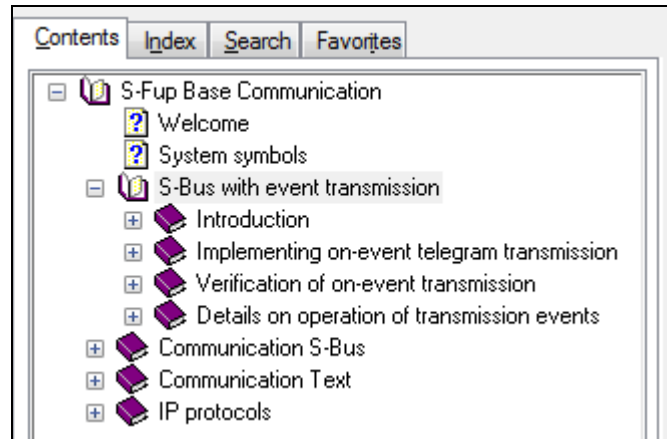 Contents Index Search Favorites
S-Fup Base Communication
Welcome
System symbols
S-Bus with event transmission
Introduction
Implementing on-event telegram transmission
Verification of on-event transmission
Details on operation of transmission events
Communication S-Bus
Communication Text
IP protocols